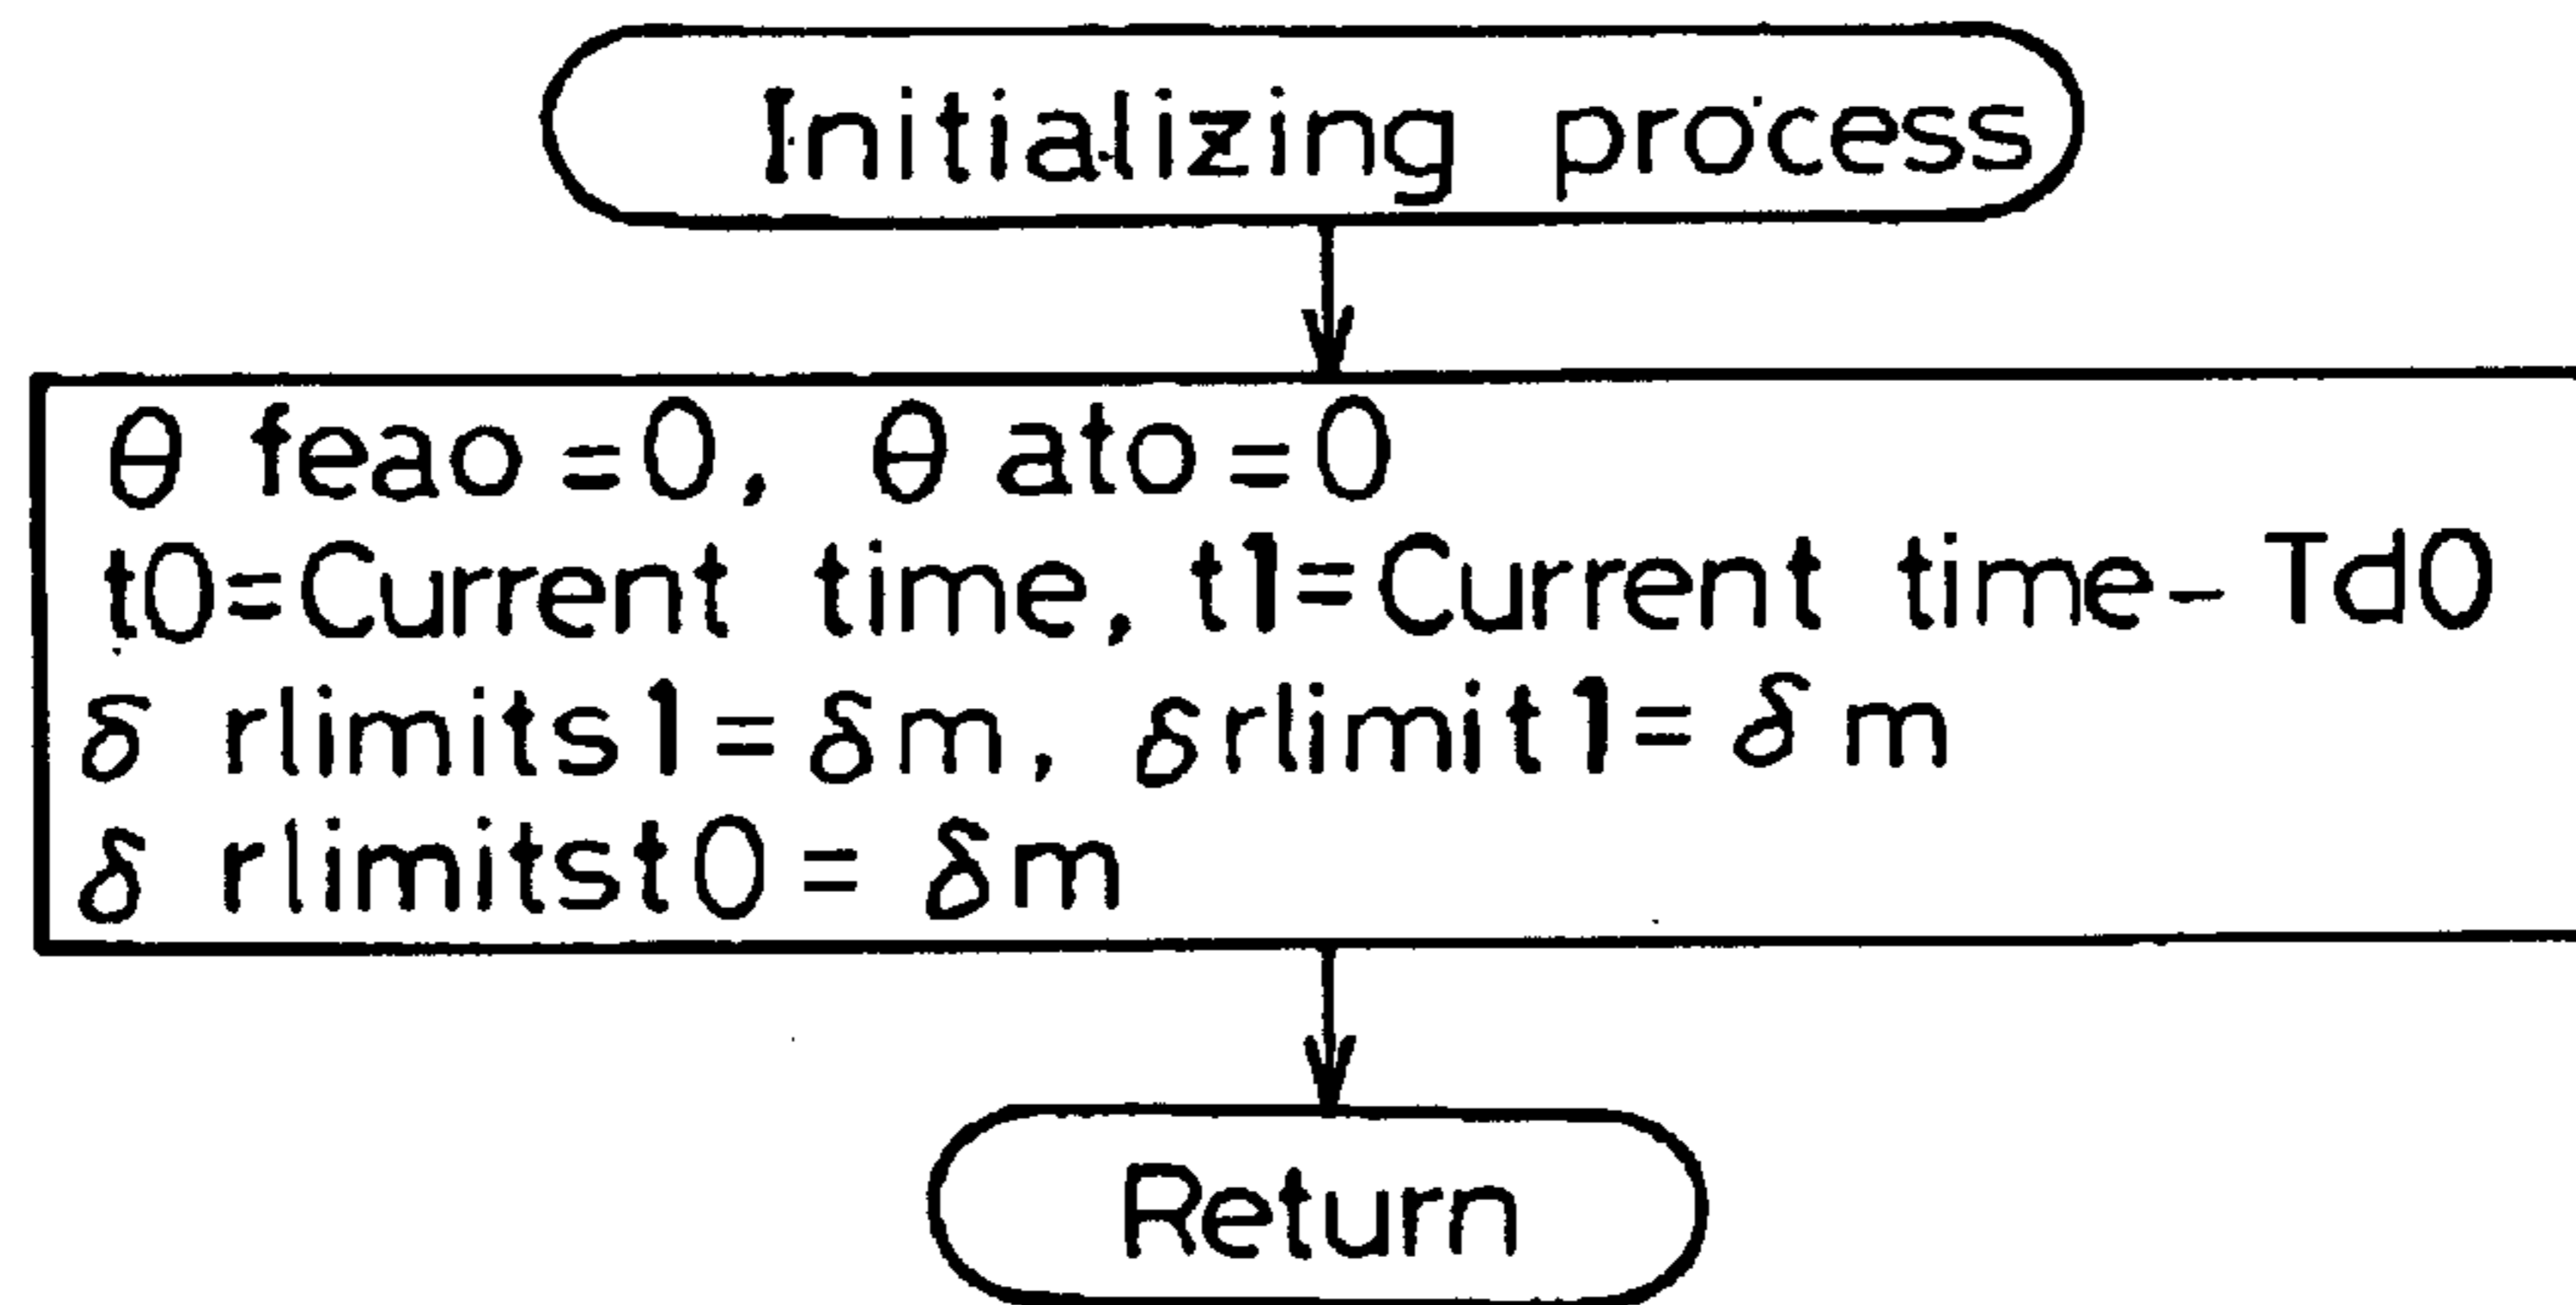 Initializing process
θ feao=0, θ ato=0
t0=Current time, t1=Current time-Td0
δ rlimits1=δm, δrlimit1=δm
δ rlimitst0=δm
Return